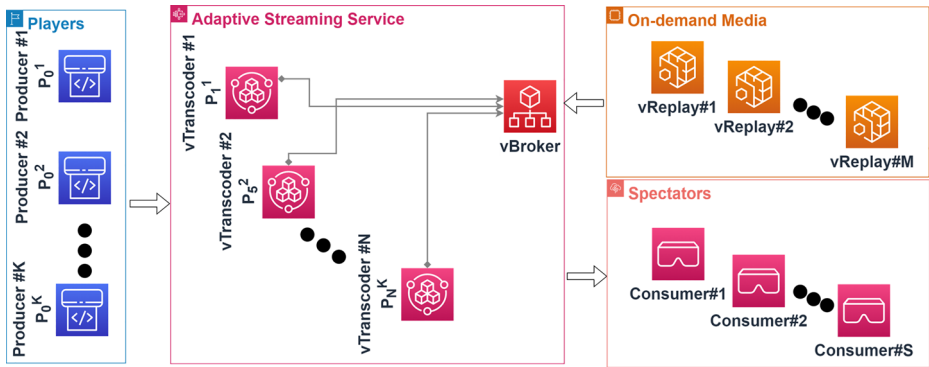 Players
Producer #1
P₀¹
Producer #2
P₀²
Producer #K
P₀ᴷ
Adaptive Streaming Service
vTranscoder #1
P₁¹
vTranscoder #2
P₅²
vTranscoder #N
P_Nᴷ
vBroker
On-demand Media
vReplay#1
vReplay#2
vReplay#M
Spectators
Consumer#1
Consumer#2
Consumer#S